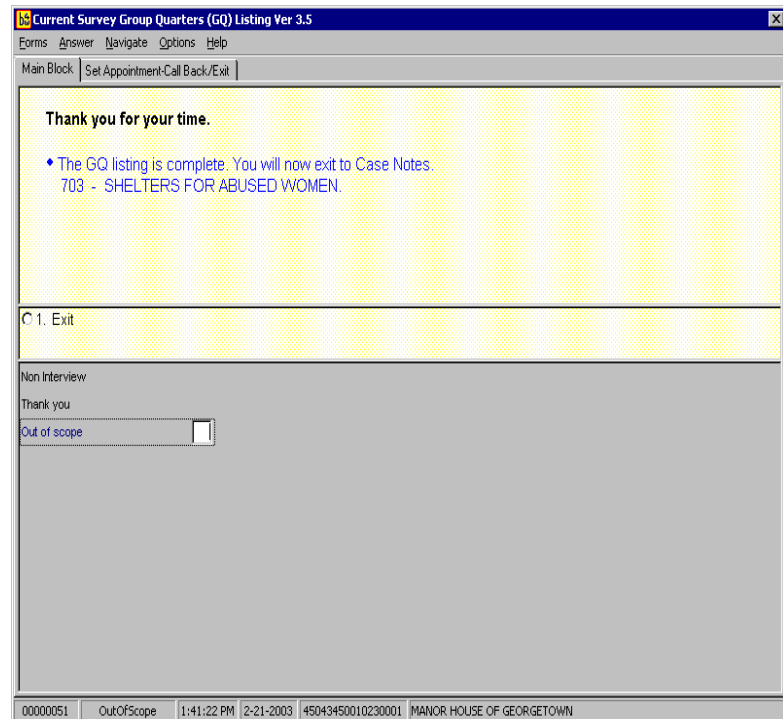 Current Survey Group Quarters (GQ) Listing Ver 3.5
Forms Answer Navigate Options Help
Main Block Set Appointment-Call Back/Exit
Thank you for your time.
The GQ listing is complete. You will now exit to Case Notes.
703 - SHELTERS FOR ABUSED WOMEN.
1. Exit
Non Interview
Thank you
Out of scope
00000051 OutOfScope 1:41:22 PM 2-21-2003 45043450010230001 MANOR HOUSE OF GEORGETOWN